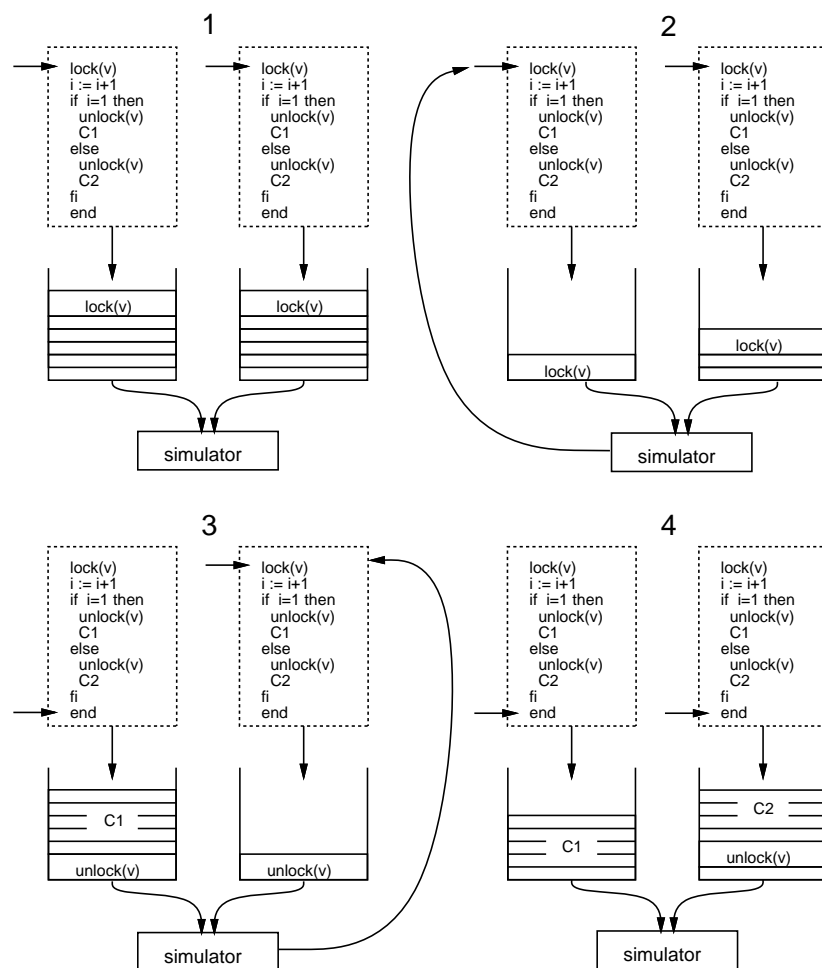 1
lock(v)
i := i+1
if i=1 then
unlock(v)
C1
else
unlock(v)
C2
fi
end
lock(v)
i := i+1
if i=1 then
unlock(v)
C1
else
unlock(v)
C2
fi
end
lock(v)
lock(v)
simulator
2
lock(v)
i := i+1
if i=1 then
unlock(v)
C1
else
unlock(v)
C2
fi
end
lock(v)
i := i+1
if i=1 then
unlock(v)
C1
else
unlock(v)
C2
fi
end
lock(v)
lock(v)
simulator
3
lock(v)
i := i+1
if i=1 then
unlock(v)
C1
else
unlock(v)
C2
fi
end
lock(v)
i := i+1
if i=1 then
unlock(v)
C1
else
unlock(v)
C2
fi
end
C1
unlock(v)
unlock(v)
simulator
4
lock(v)
i := i+1
if i=1 then
unlock(v)
C1
else
unlock(v)
C2
fi
end
lock(v)
i := i+1
if i=1 then
unlock(v)
C1
else
unlock(v)
C2
fi
end
C1
C2
unlock(v)
simulator